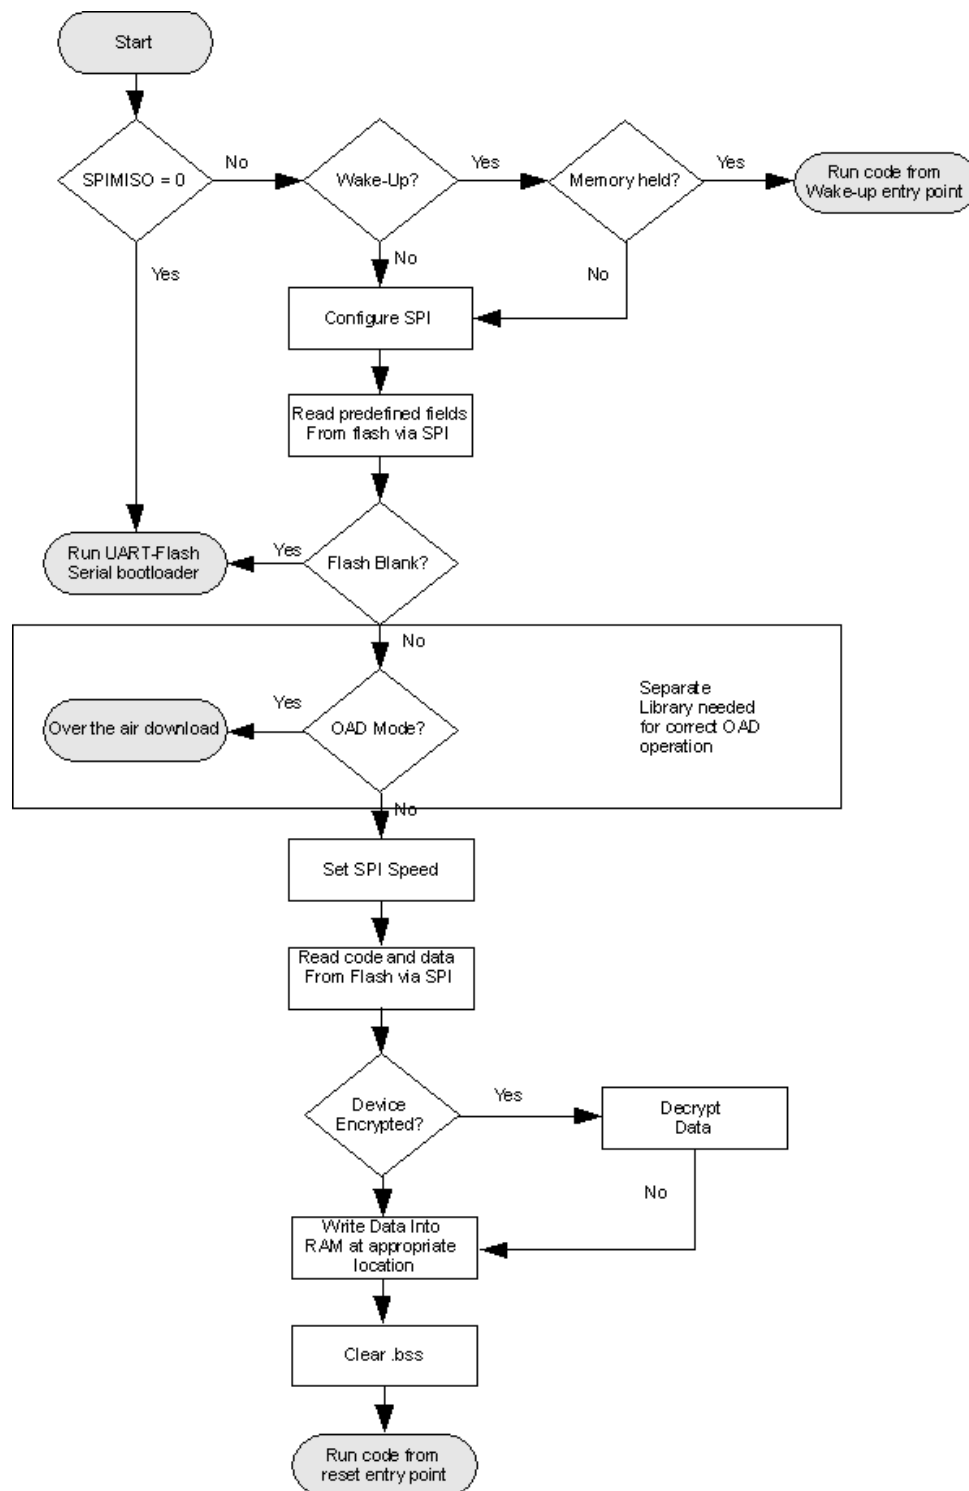 Start
SPIMISO = 0
No
Wake-Up?
Yes
Memory held?
Yes
Run code from
Wake-up entry point
Yes
No
No
Configure SPI
Read predefined fields
From flash via SPI
Run UART-Flash
Serial bootloader
Yes
Flash Blank?
No
Over the air download
Yes
OAD Mode?
Separate
Library needed
for correct OAD
operation
No
Set SPI Speed
Read code and data
From Flash via SPI
Device
Encrypted?
Yes
Decrypt
Data
No
Write Data Into
RAM at appropriate
location
Clear .bss
Run code from
reset entry point